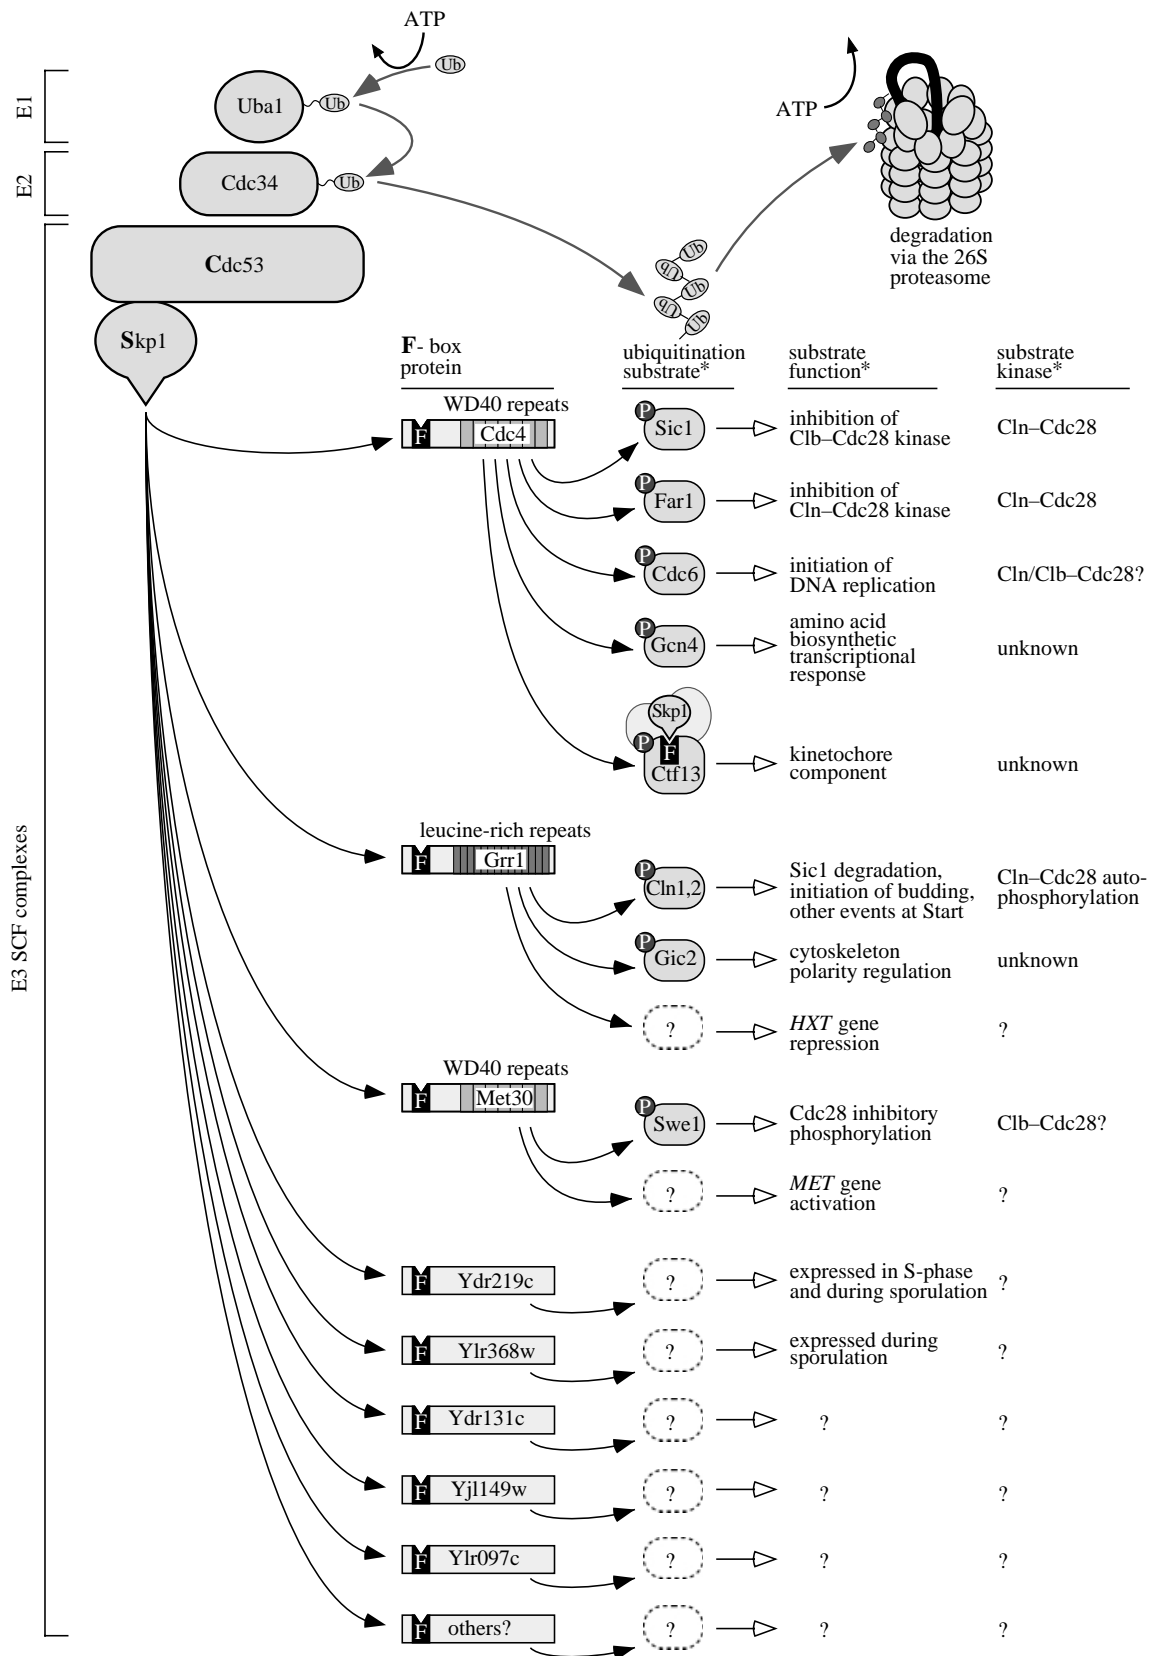 ATP
Ub
E1
Uba1
Ub
ATP
E2
Cdc34
Ub
degradation
via the 26S
proteasome
Cdc53
Ub
Ub
Ub
Ub
Ub
Skp1
F- box
protein
ubiquitination
substrate*
substrate
function*
substrate
kinase*
E3 SCF complexes
WD40 repeats
F
Cdc4
P
Sic1
inhibition of
Clb–Cdc28 kinase
Cln–Cdc28
P
Far1
inhibition of
Cln–Cdc28 kinase
Cln–Cdc28
P
Cdc6
initiation of
DNA replication
Cln/Clb–Cdc28?
P
Gcn4
amino acid
biosynthetic
transcriptional
response
unknown
Skp1
P
F
Ctf13
kinetochore
component
unknown
leucine-rich repeats
F
Grr1
P
Cln1,2
Sic1 degradation,
initiation of budding,
other events at Start
Cln–Cdc28 auto-
phosphorylation
P
Gic2
cytoskeleton
polarity regulation
unknown
?
HXT gene
repression
?
WD40 repeats
F
Met30
P
Swe1
Cdc28 inhibitory
phosphorylation
Clb–Cdc28?
?
MET gene
activation
?
F
Ydr219c
?
expressed in S-phase
and during sporulation
?
F
Ylr368w
?
expressed during
sporulation
?
F
Ydr131c
?
?
?
F
Yjl149w
?
?
?
F
Ylr097c
?
?
?
F
others?
?
?
?